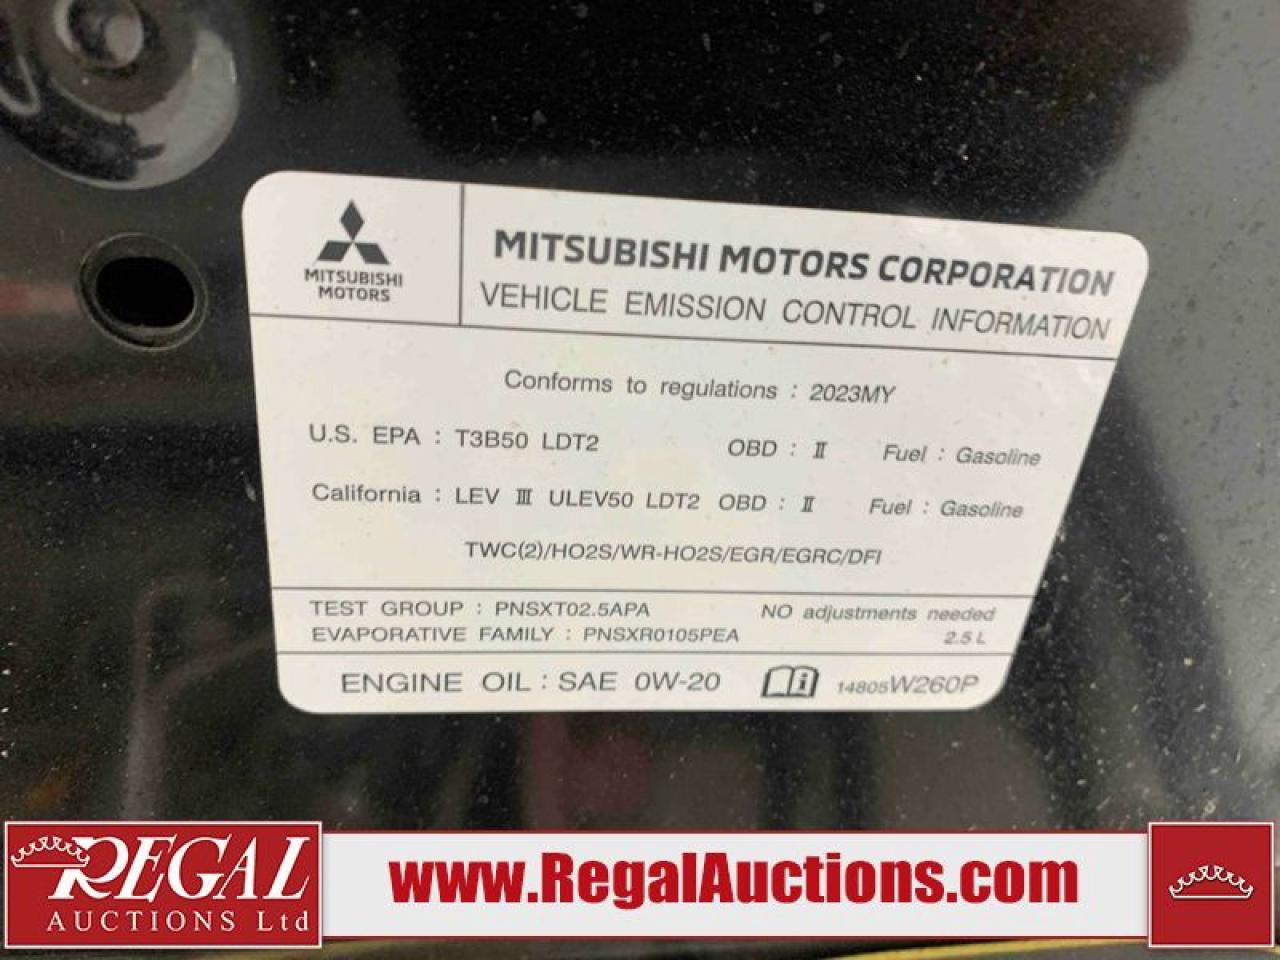 MITSUBISHI
MOTORS
MITSUBISHI MOTORS CORPORATION
VEHICLE EMISSION CONTROL INFORMATION
Conforms to regulations : 2023MY
U.S. EPA : T3B50 LDT2 OBD : Ⅱ Fuel : Gasoline
California : LEV Ⅲ ULEV50 LDT2 OBD : Ⅱ Fuel : Gasoline
TWC(2)/HO2S/WR-HO2S/EGR/EGRC/DFI
TEST GROUP : PNSXT02.5APA NO adjustments needed
EVAPORATIVE FAMILY : PNSXR0105PEA 2.5 L
ENGINE OIL : SAE 0W-20 14805W260P
REGAL
AUCTIONS Ltd
www.RegalAuctions.com